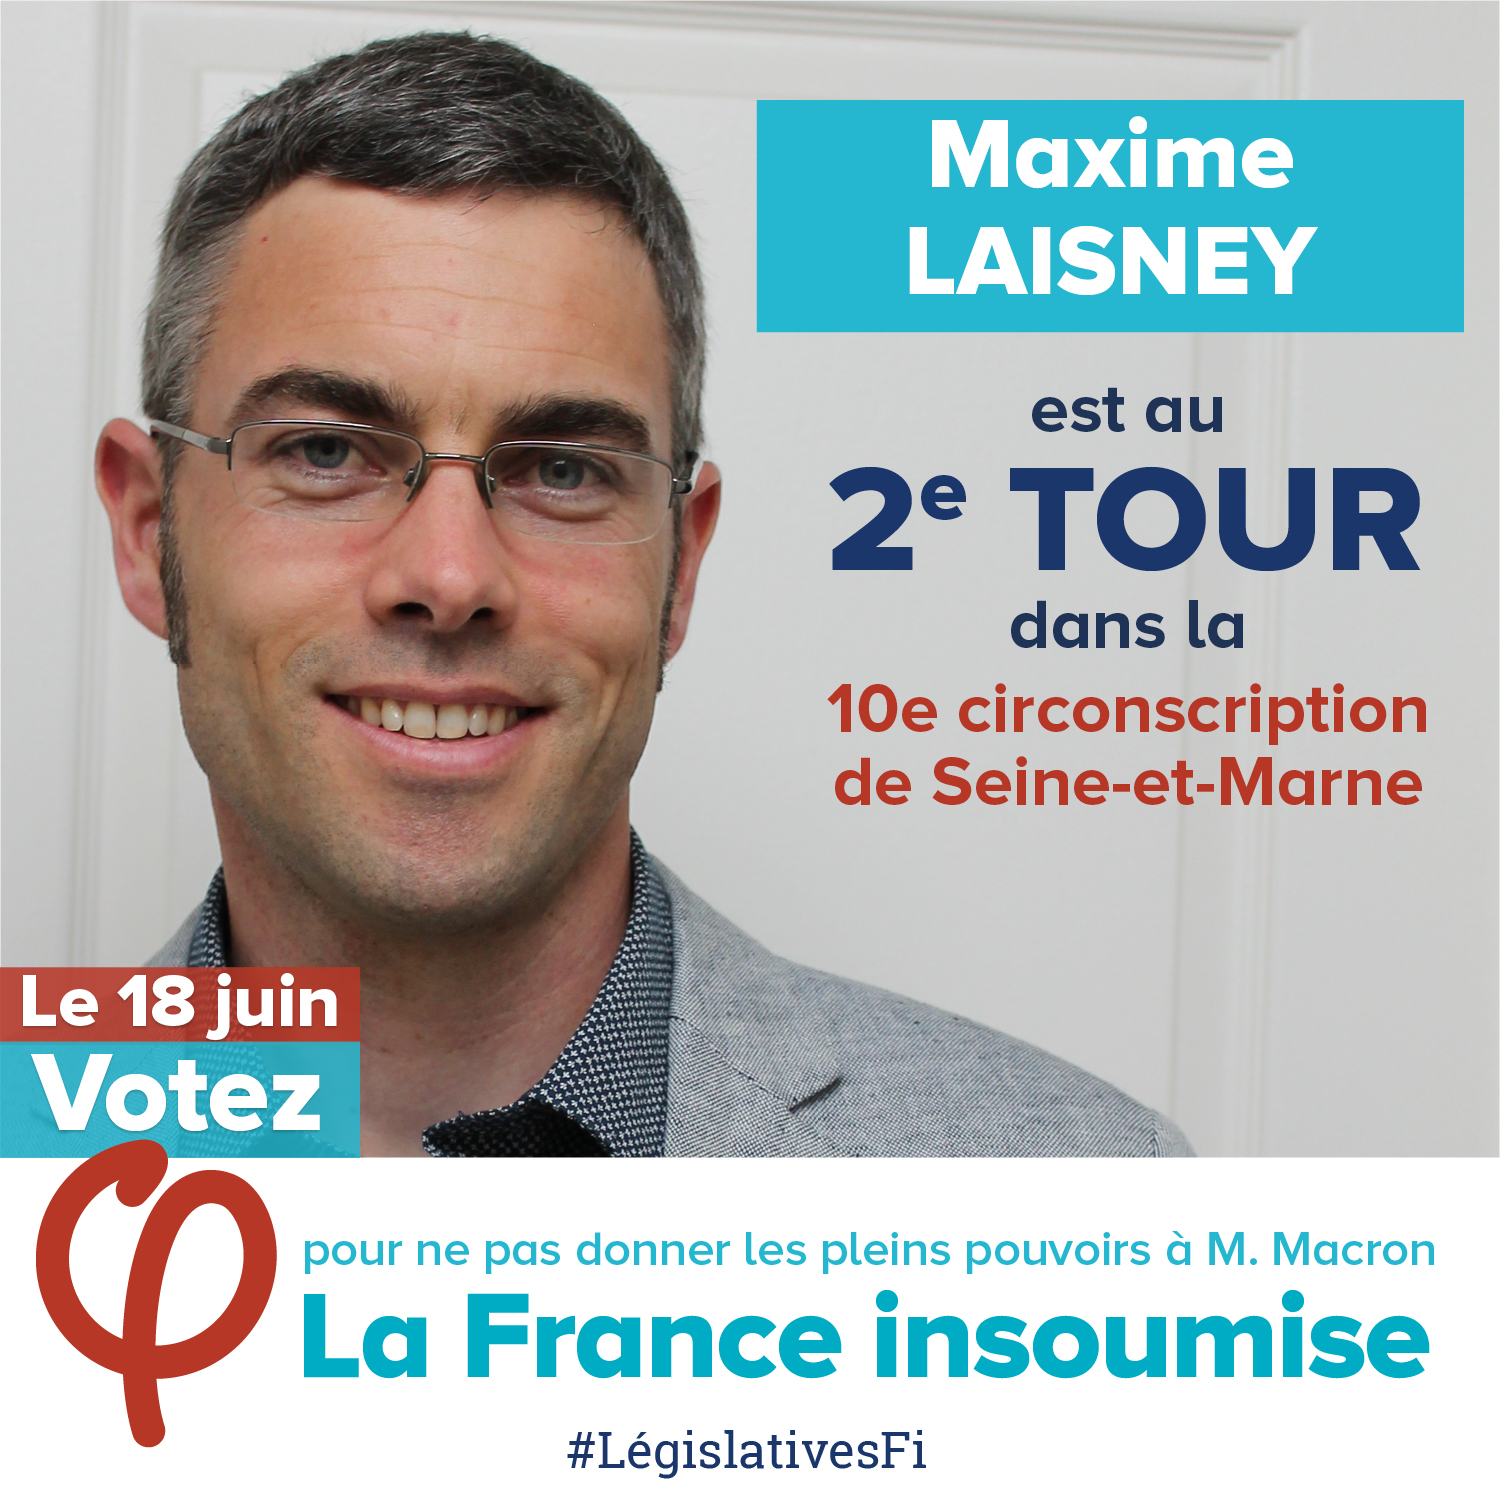 Maxime
LAISNEY
est au
2e TOUR
dans la
10e circonscription
de Seine-et-Marne
Le 18 juin
Votez
φ
pour ne pas donner les pleins pouvoirs à M. Macron
La France insoumise
#LégislativesFi